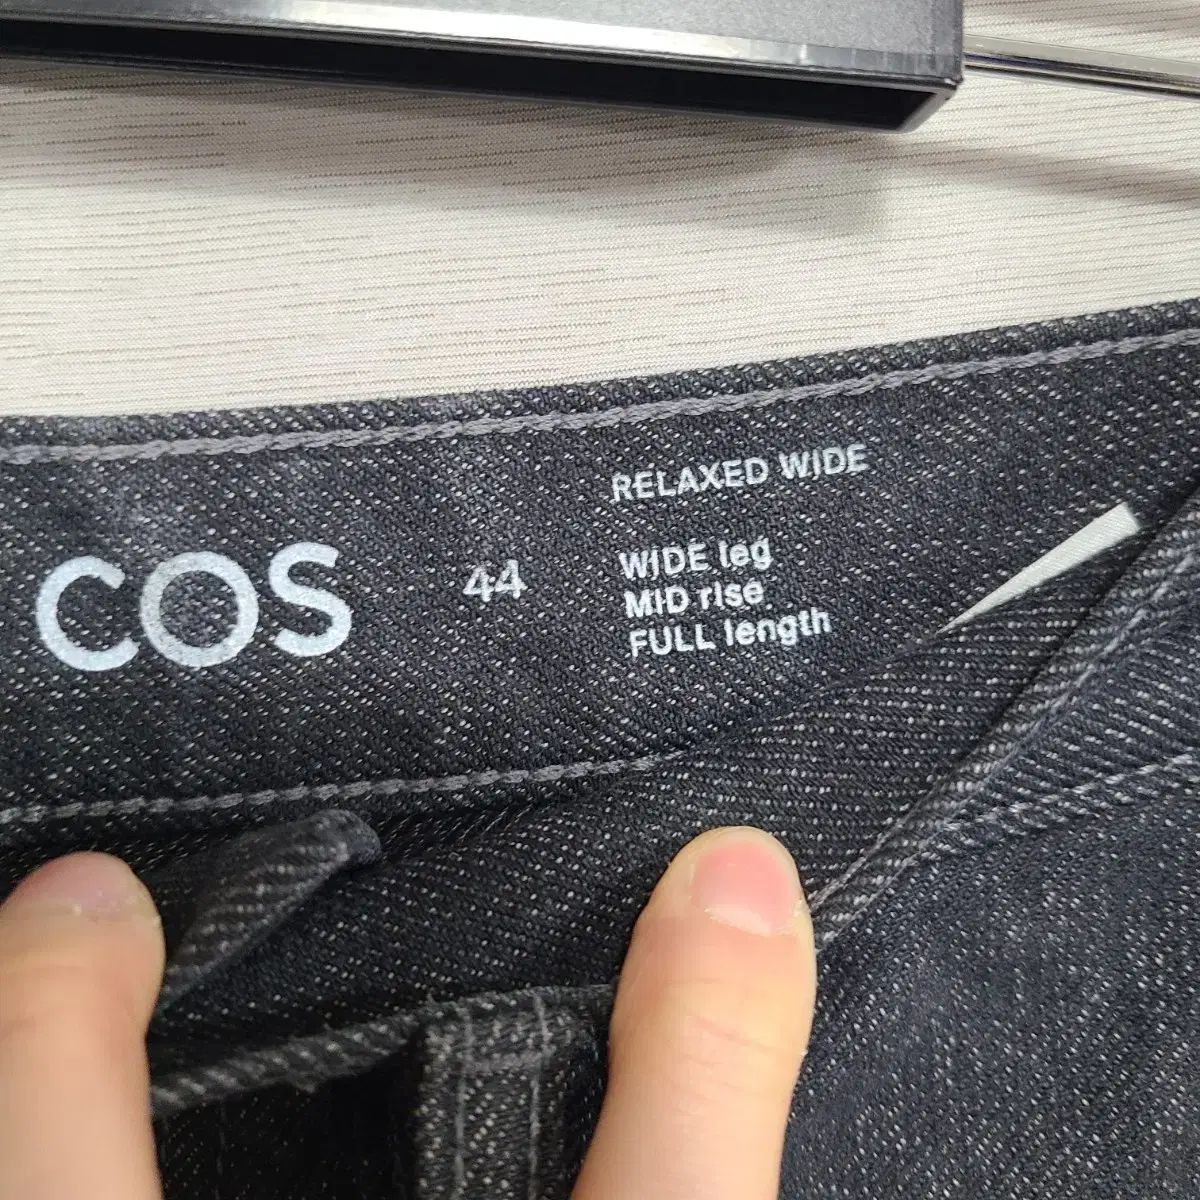 COS
44
RELAXED WIDE
WIDE leg
MID rise
FULL length